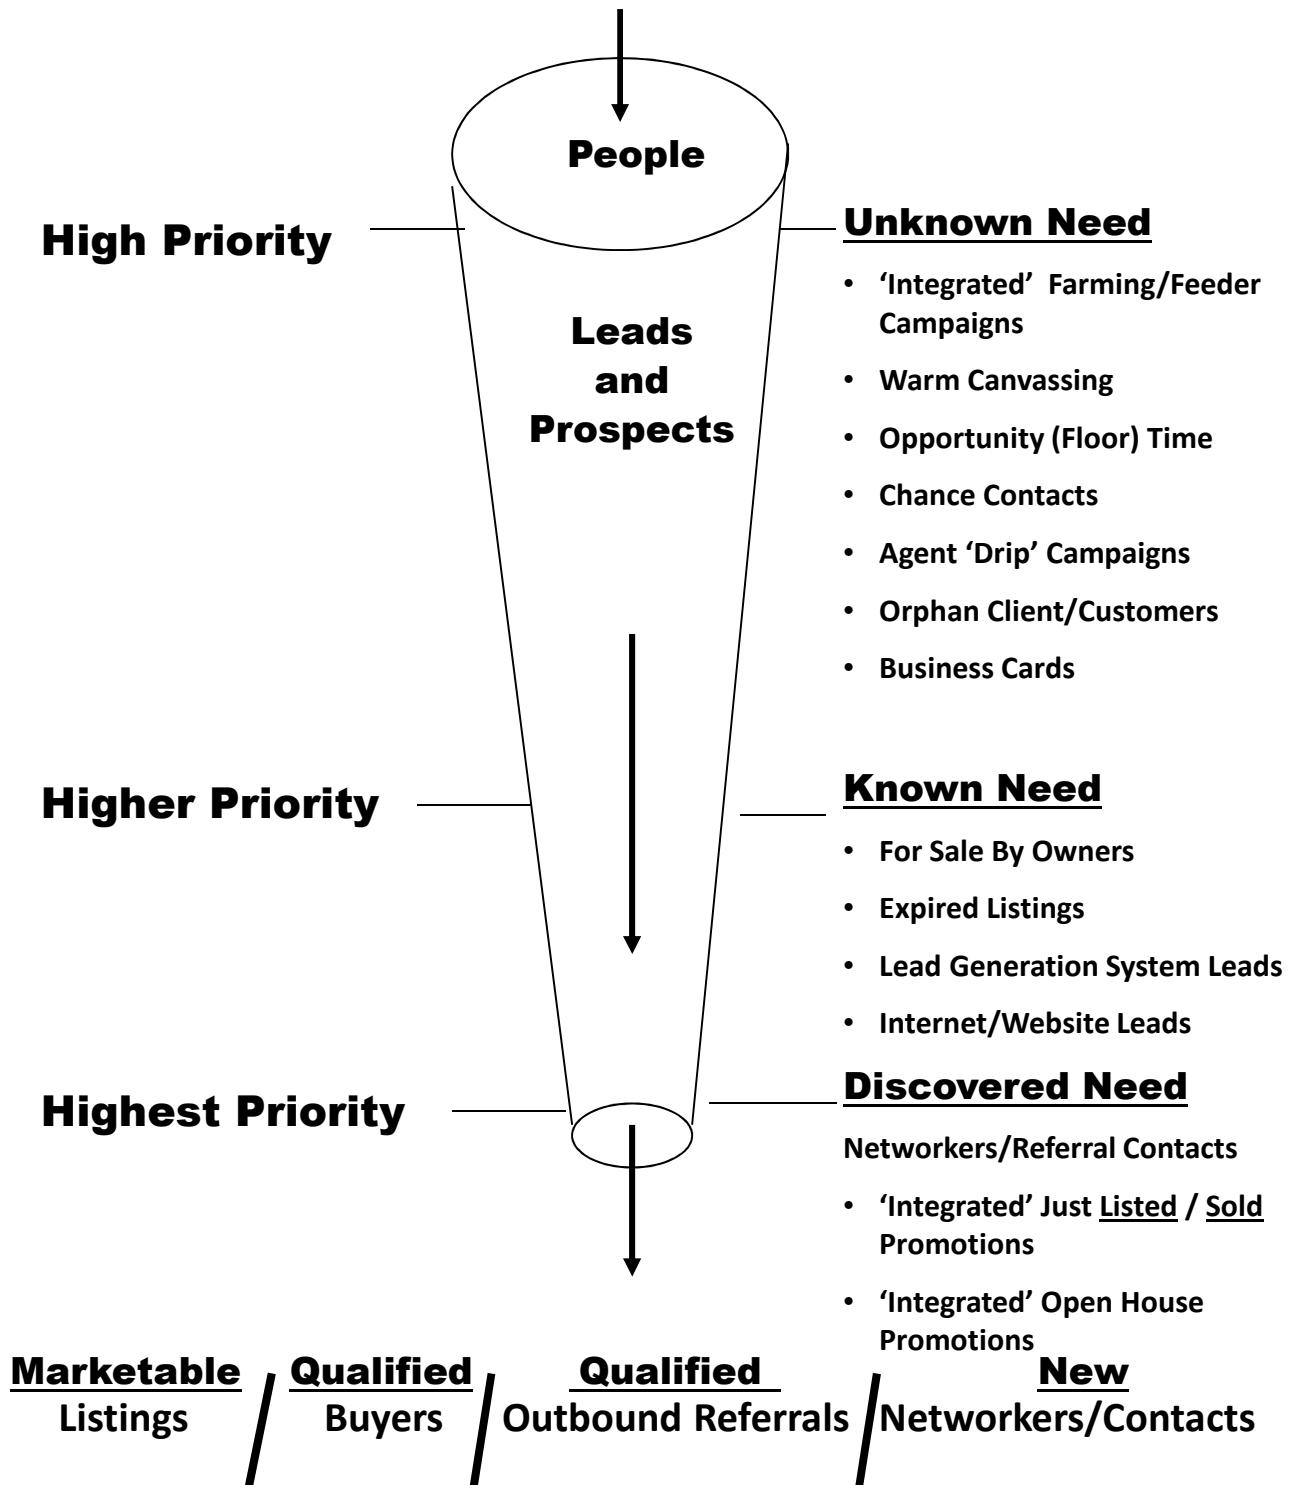 People
High Priority
Unknown Need
• ‘Integrated’ Farming/Feeder
Campaigns
Leads
and
Prospects
• Warm Canvassing
• Opportunity (Floor) Time
• Chance Contacts
• Agent ‘Drip’ Campaigns
• Orphan Client/Customers
• Business Cards
Higher Priority
Known Need
• For Sale By Owners
• Expired Listings
• Lead Generation System Leads
• Internet/Website Leads
Highest Priority
Discovered Need
Networkers/Referral Contacts
• ‘Integrated’ Just Listed / Sold
Promotions
• ‘Integrated’ Open House
Promotions
Marketable
Listings
Qualified
Buyers
Qualified
Outbound Referrals
New
Networkers/Contacts